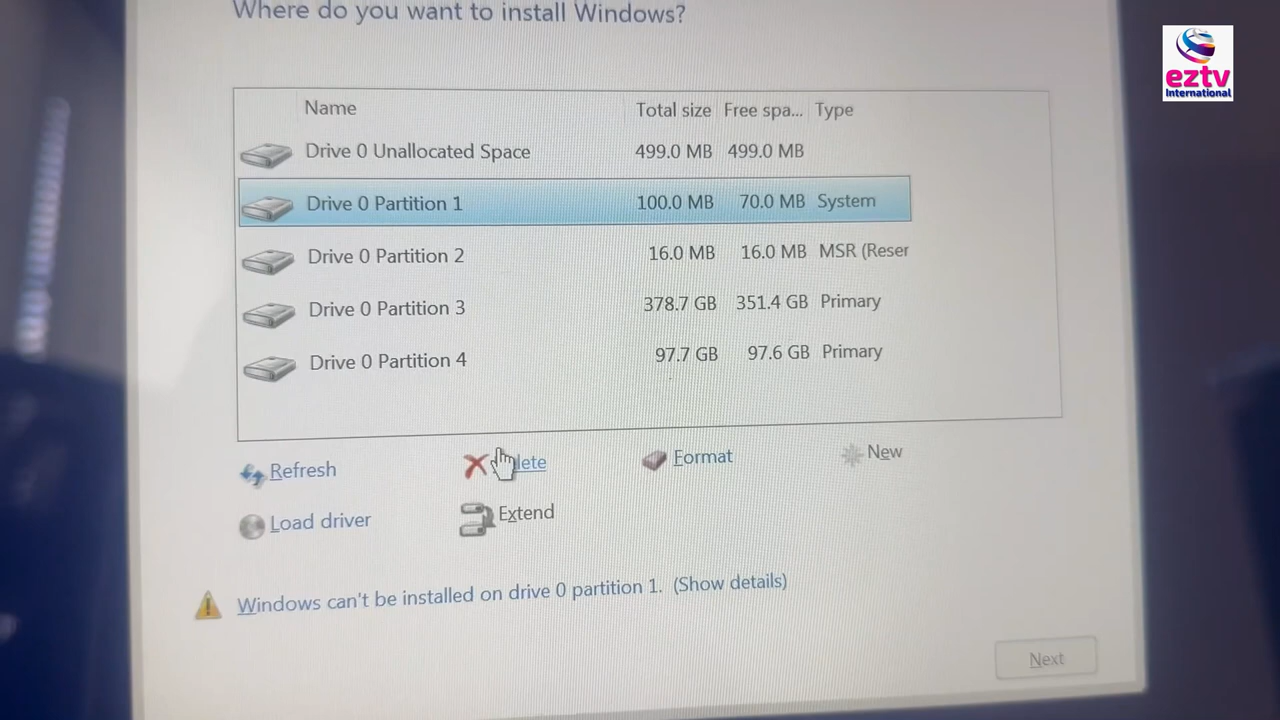 Where do you want to install Windows?
eztv
International
Name Total size Free spa... Type
Drive 0 Unallocated Space 499.0 MB 499.0 MB
Drive 0 Partition 1 100.0 MB 70.0 MB System
Drive 0 Partition 2 16.0 MB 16.0 MB MSR (Reser
Drive 0 Partition 3 378.7 GB 351.4 GB Primary
Drive 0 Partition 4 97.7 GB 97.6 GB Primary
Refresh lete Format New
Load driver Extend
Windows can't be installed on drive 0 partition 1. (Show details)
Next